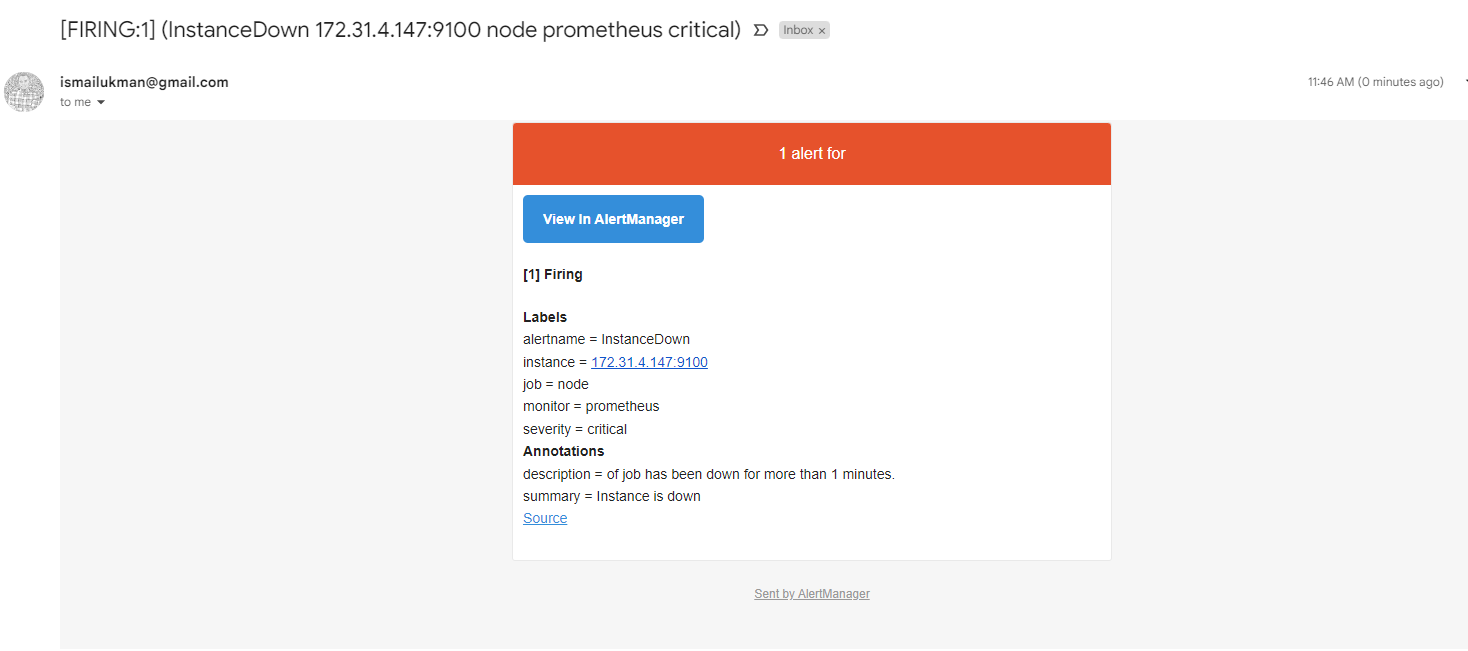 [FIRING:1] (InstanceDown 172.31.4.147:9100 node prometheus critical)
Inbox ×
ismailukman@gmail.com
11:46 AM (0 minutes ago)
to me
1 alert for
View In AlertManager
[1] Firing
Labels
alertname = InstanceDown
instance = 172.31.4.147:9100
job = node
monitor = prometheus
severity = critical
Annotations
description = of job has been down for more than 1 minutes.
summary = Instance is down
Source
Sent by AlertManager